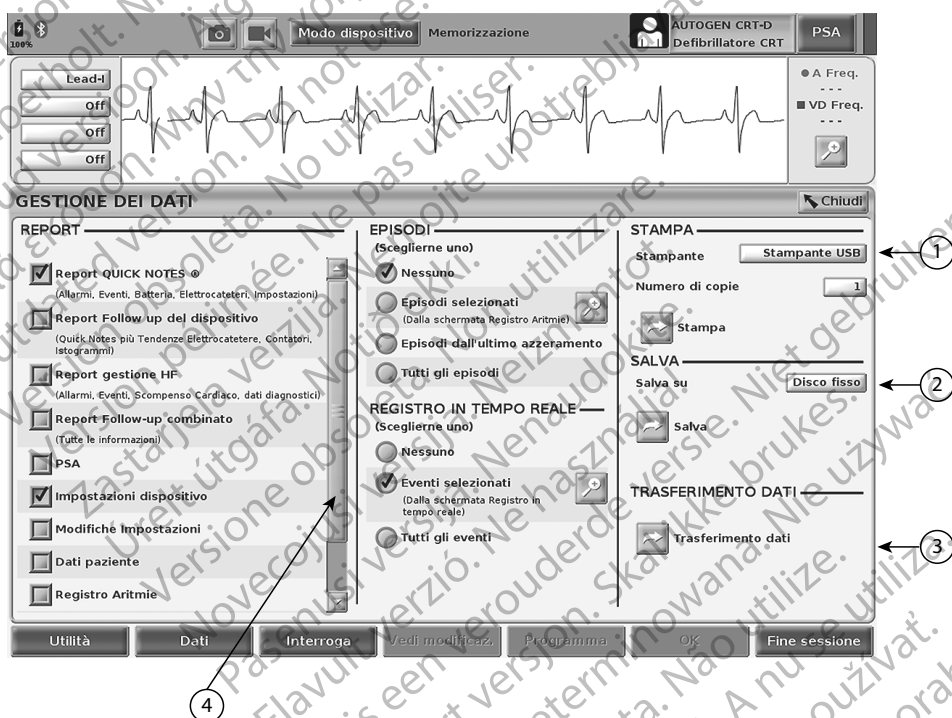 100%
Modo dispositivo
Memorizzazione
AUTOGEN CRT-D
Defibrillatore CRT
PSA
Lead-I
Off
Off
Off
A Freq.
- - -
VD Freq.
- - -
GESTIONE DEI DATI
Chiudi
REPORT
Report QUICK NOTES ®
(Allarmi, Eventi, Batteria, Elettrocateteri, Impostazioni)
Report Follow up del dispositivo
(Quick Notes più Tendenze Elettrocatetere, Contatori,
Istogrammi)
Report gestione HF
(Allarmi, Eventi, Scompenso Cardiaco, dati diagnostici)
Report Follow-up combinato
(Tutte le informazioni)
PSA
Impostazioni dispositivo
Modifiche Impostazioni
Dati paziente
Registro Aritmie
EPISODI
(Sceglierne uno)
Nessuno
Episodi selezionati
(Dalla schermata Registro Aritmie)
Episodi dall'ultimo azzeramento
Tutti gli episodi
REGISTRO IN TEMPO REALE
(Sceglierne uno)
Nessuno
Eventi selezionati
(Dalla schermata Registro in
tempo reale)
Tutti gli eventi
STAMPA
Stampante
Stampante USB
Numero di copie
1
Stampa
SALVA
Salva su
Disco fisso
Salva
TRASFERIMENTO DATI
Trasferimento dati
Utilità
Dati
Interroga
Vedi modificaz.
Programma
OK
Fine sessione
1
2
3
4